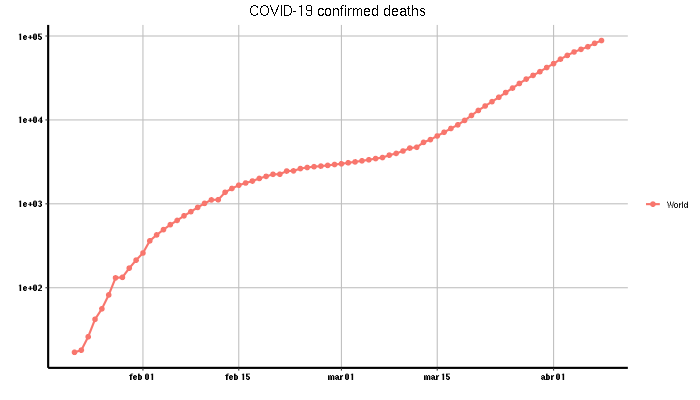 COVID-19 confirmed deaths
1e+05
1e+04
1e+03
1e+02
feb 01
feb 15
mar 01
mar 15
abr 01
World